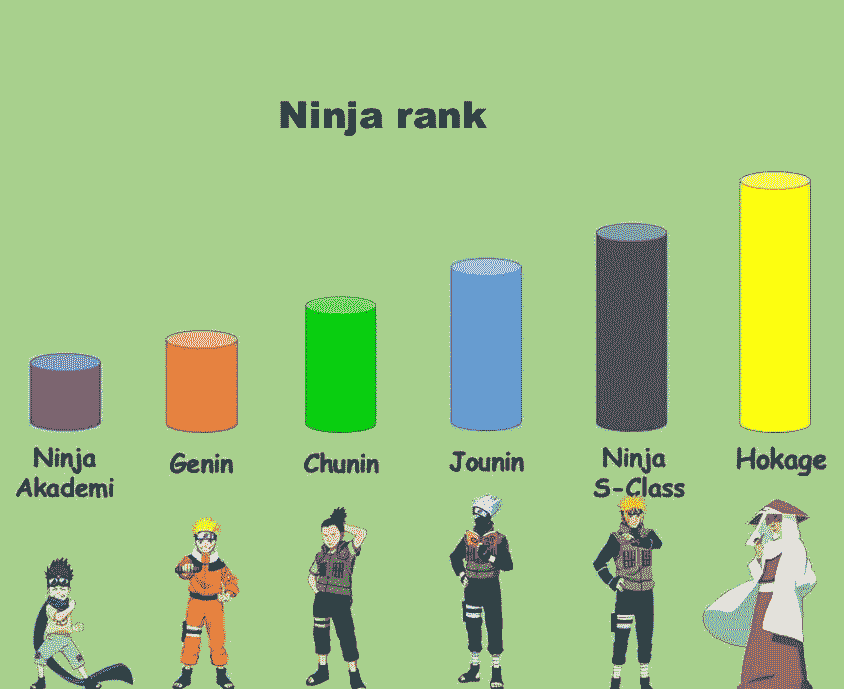 Ninja rank
Ninja
Akademi
Genin
Chunin
Jounin
Ninja
S-Class
Hokage